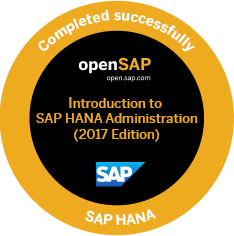 Completed successfully
openSAP
open.sap.com
Introduction to
SAP HANA Administration
(2017 Edition)
SAP
SAP HANA